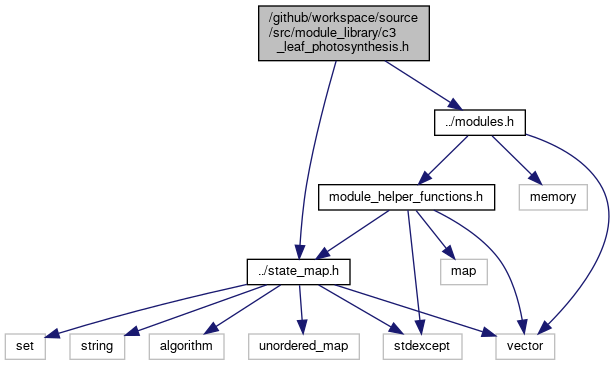 /github/workspace/source
/src/module_library/c3
_leaf_photosynthesis.h
../modules.h
module_helper_functions.h
memory
../state_map.h
map
set
string
algorithm
unordered_map
stdexcept
vector